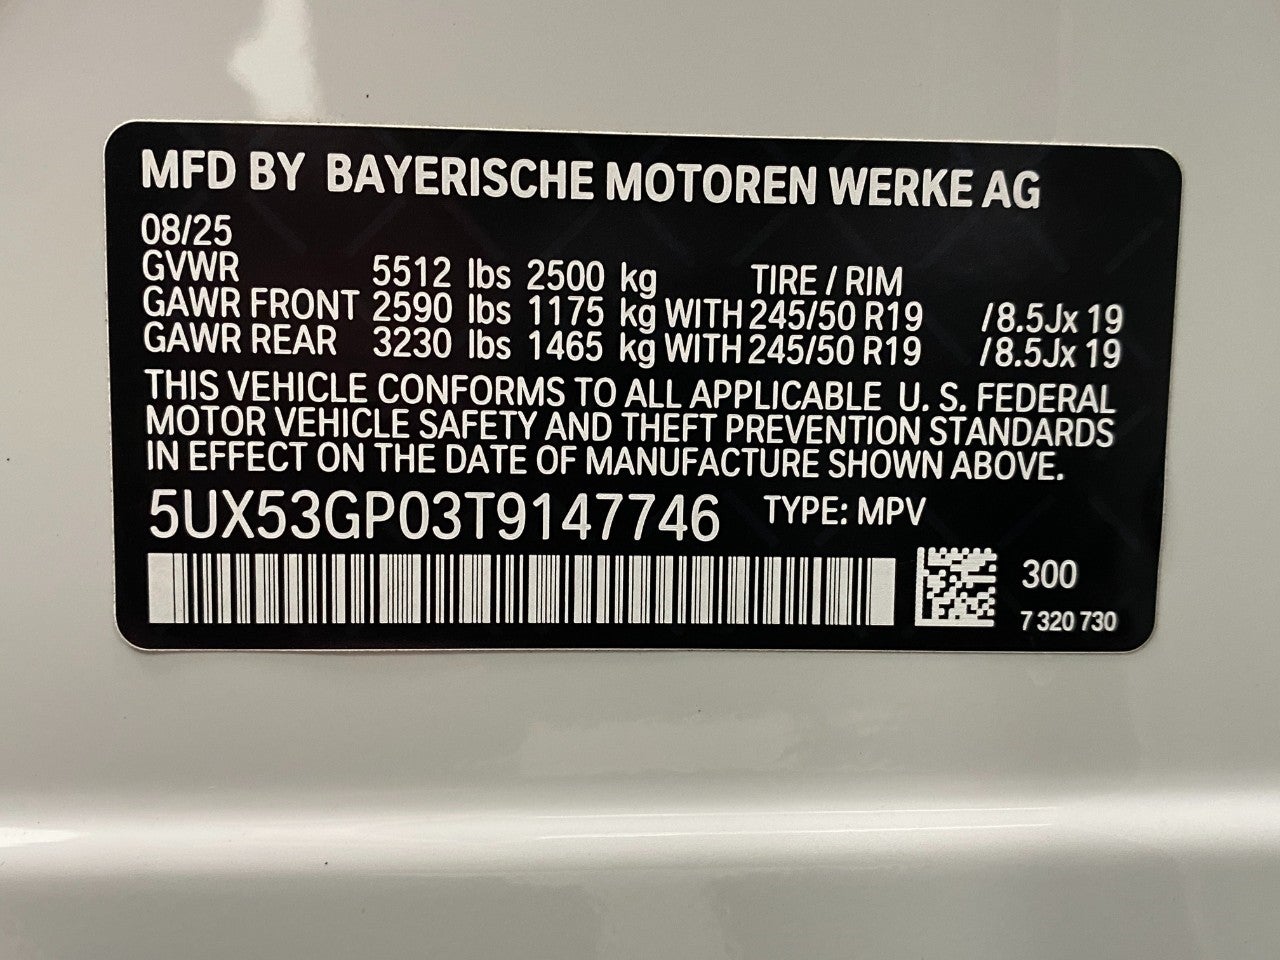 MFD BY BAYERISCHE MOTOREN WERKE AG
08/25
GVWR 5512 lbs 2500 kg TIRE / RIM
GAWR FRONT 2590 lbs 1175 kg WITH 245/50 R19 /8.5Jx 19
GAWR REAR 3230 lbs 1465 kg WITH 245/50 R19 /8.5Jx 19
THIS VEHICLE CONFORMS TO ALL APPLICABLE U. S. FEDERAL
MOTOR VEHICLE SAFETY AND THEFT PREVENTION STANDARDS
IN EFFECT ON THE DATE OF MANUFACTURE SHOWN ABOVE.
5UX53GP03T9147746 TYPE: MPV
300
7 320 730